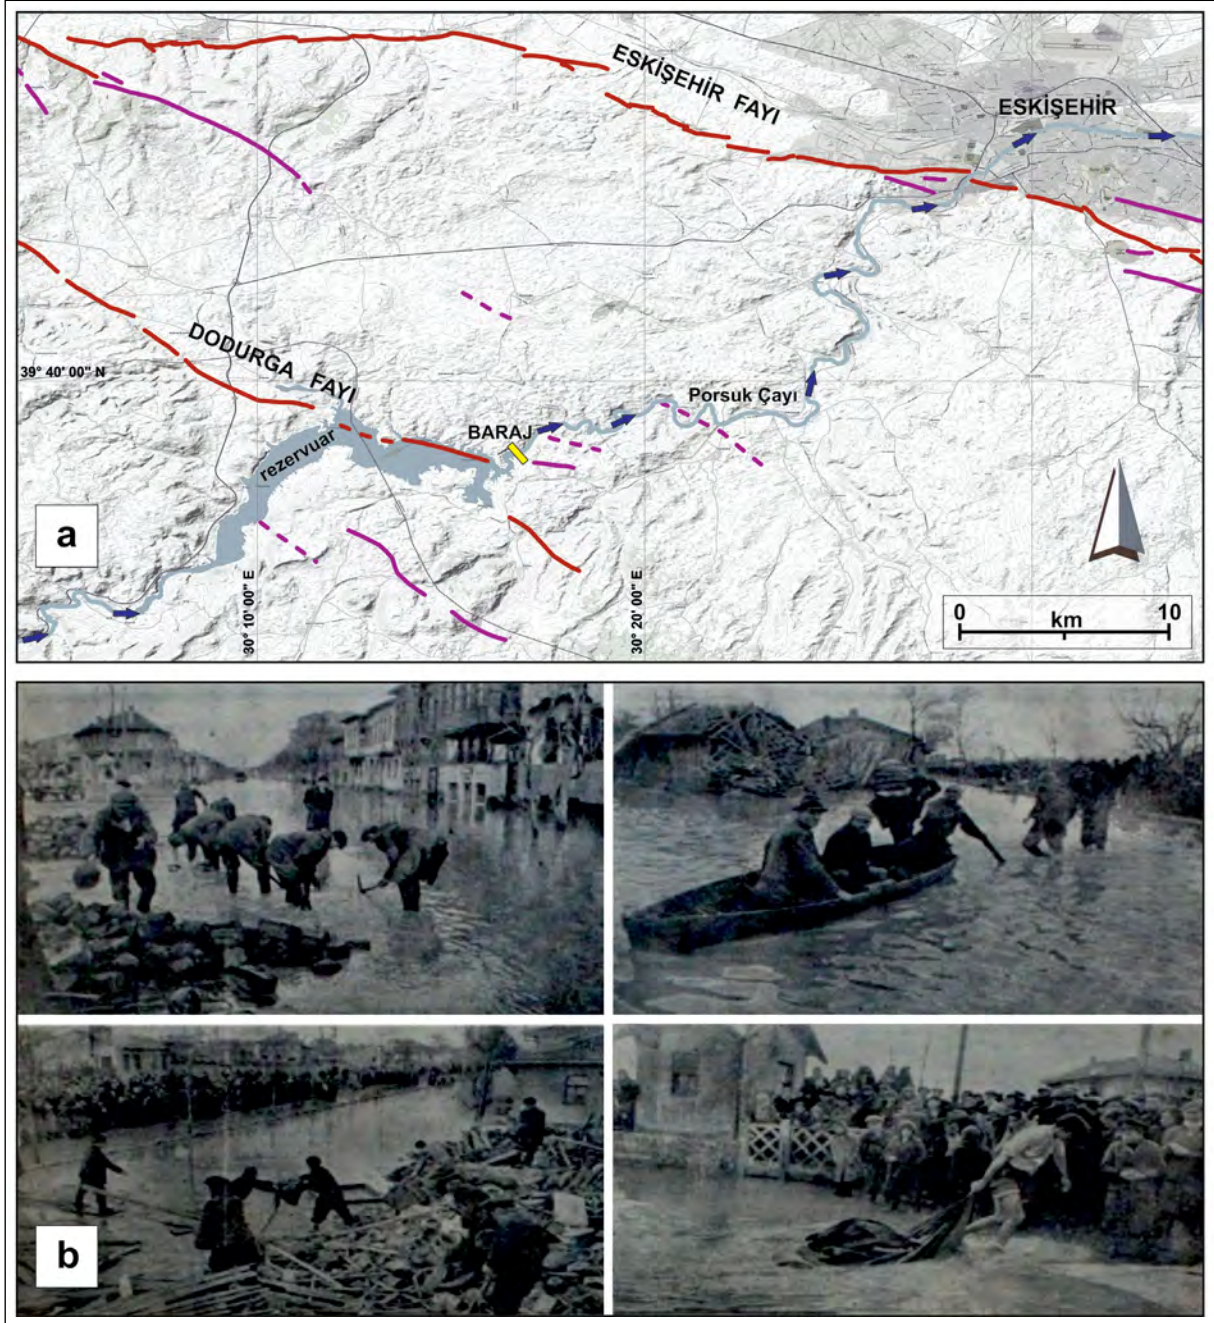 ESKİŞEHİR FAYI
ESKİŞEHİR
DODURGA FAYI
39° 40' 00'' N
Porsuk Çayı
BARAJ
rezervuar
a
30° 10' 00'' E
30° 20' 00'' E
0 10
km
b